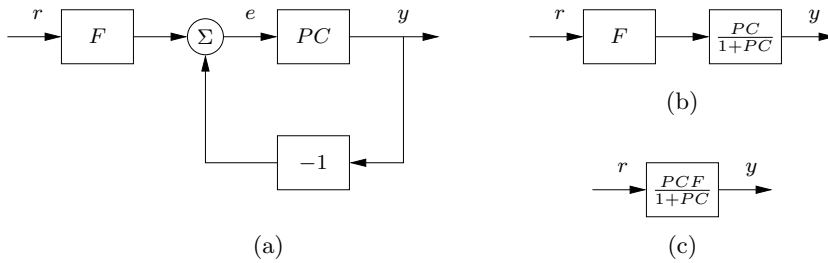 r F Σ e PC y
−1
(a)
r F PC/1+PC y
(b)
r PCF/1+PC y
(c)